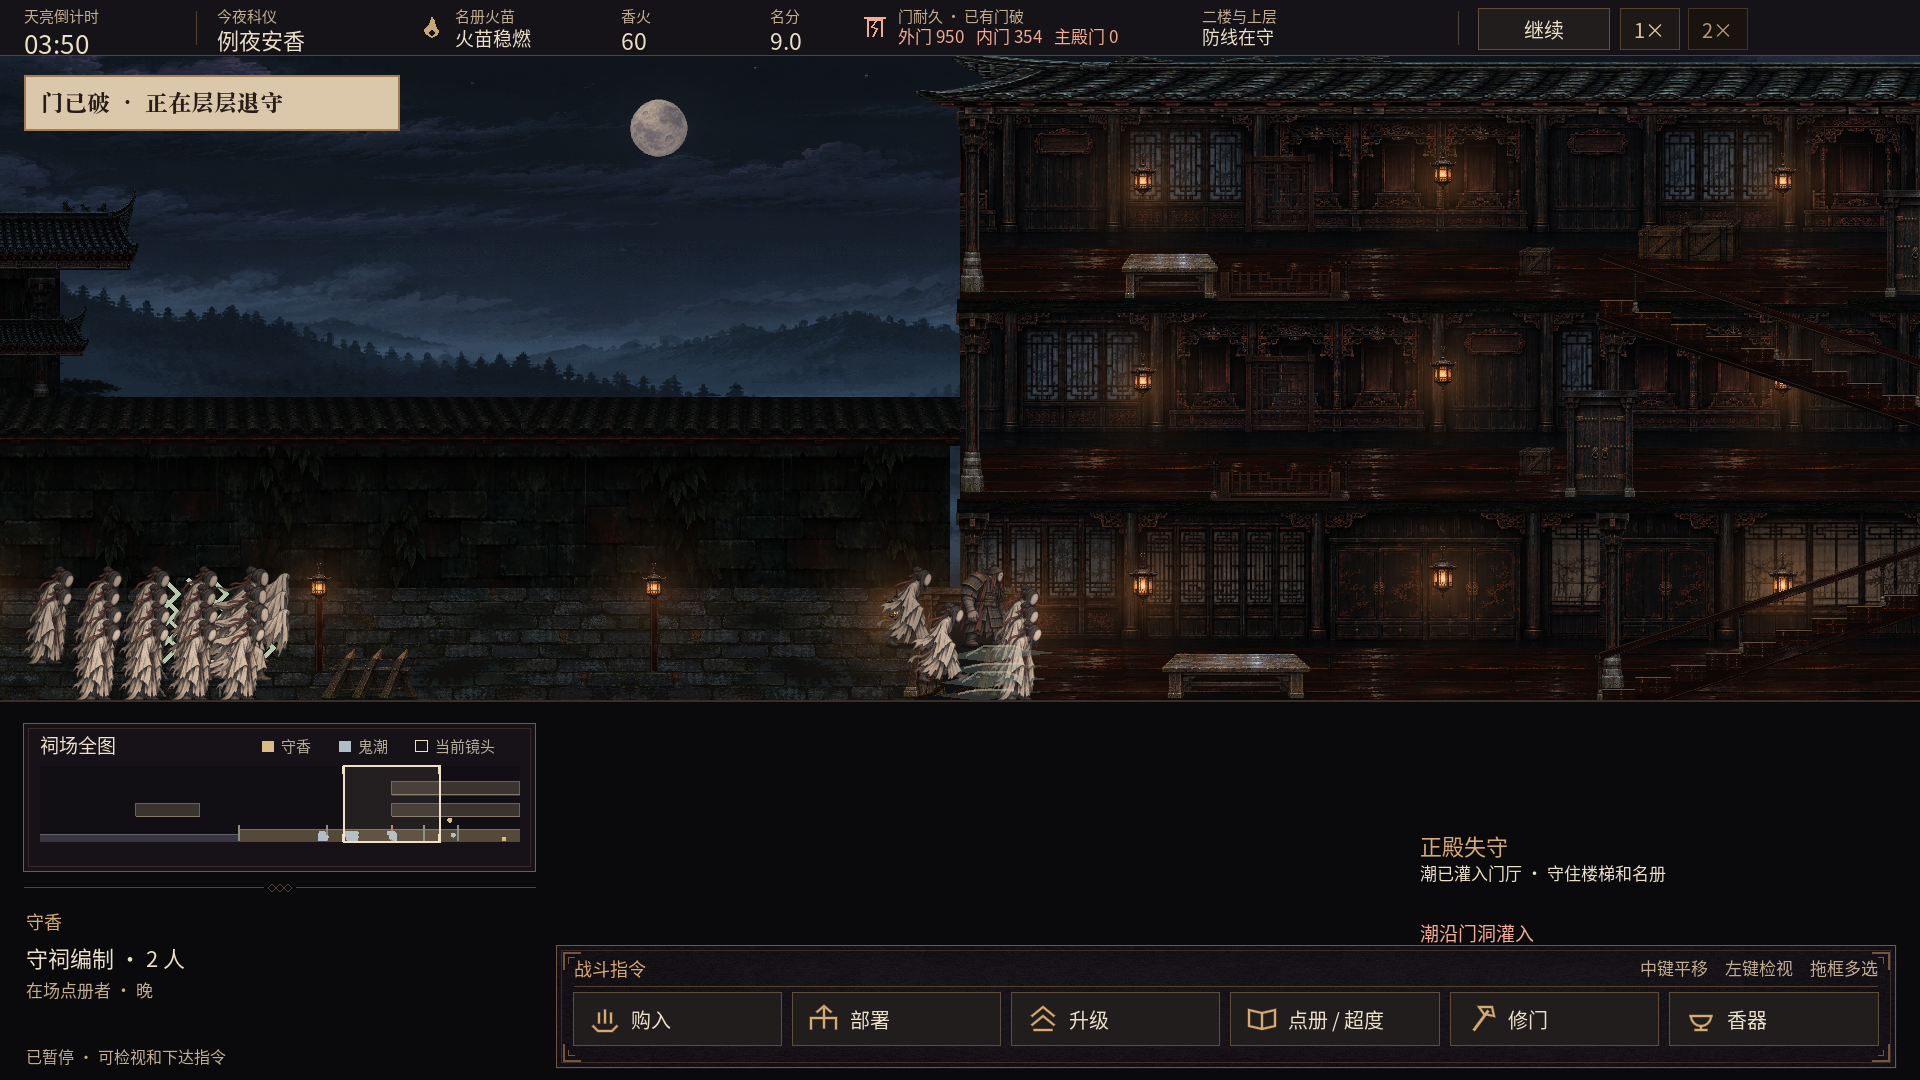 天亮倒计时
03:50
今夜科仪
例夜安香
名册火苗
火苗稳燃
香火
60
名分
9.0
门耐久 · 已有门破
外门 950 内门 354 主殿门 0
二楼与上层
防线在守
继续
1×
2×
门已破 · 正在层层退守
祠场全图
守香
鬼潮
当前镜头
守香
守祠编制 · 2 人
在场点册者 · 晚
已暂停 · 可检视和下达指令
正殿失守
潮已灌入门厅 · 守住楼梯和名册
潮沿门洞灌入
战斗指令
中键平移 左键检视 拖框多选
购入
部署
升级
点册 / 超度
修门
香器